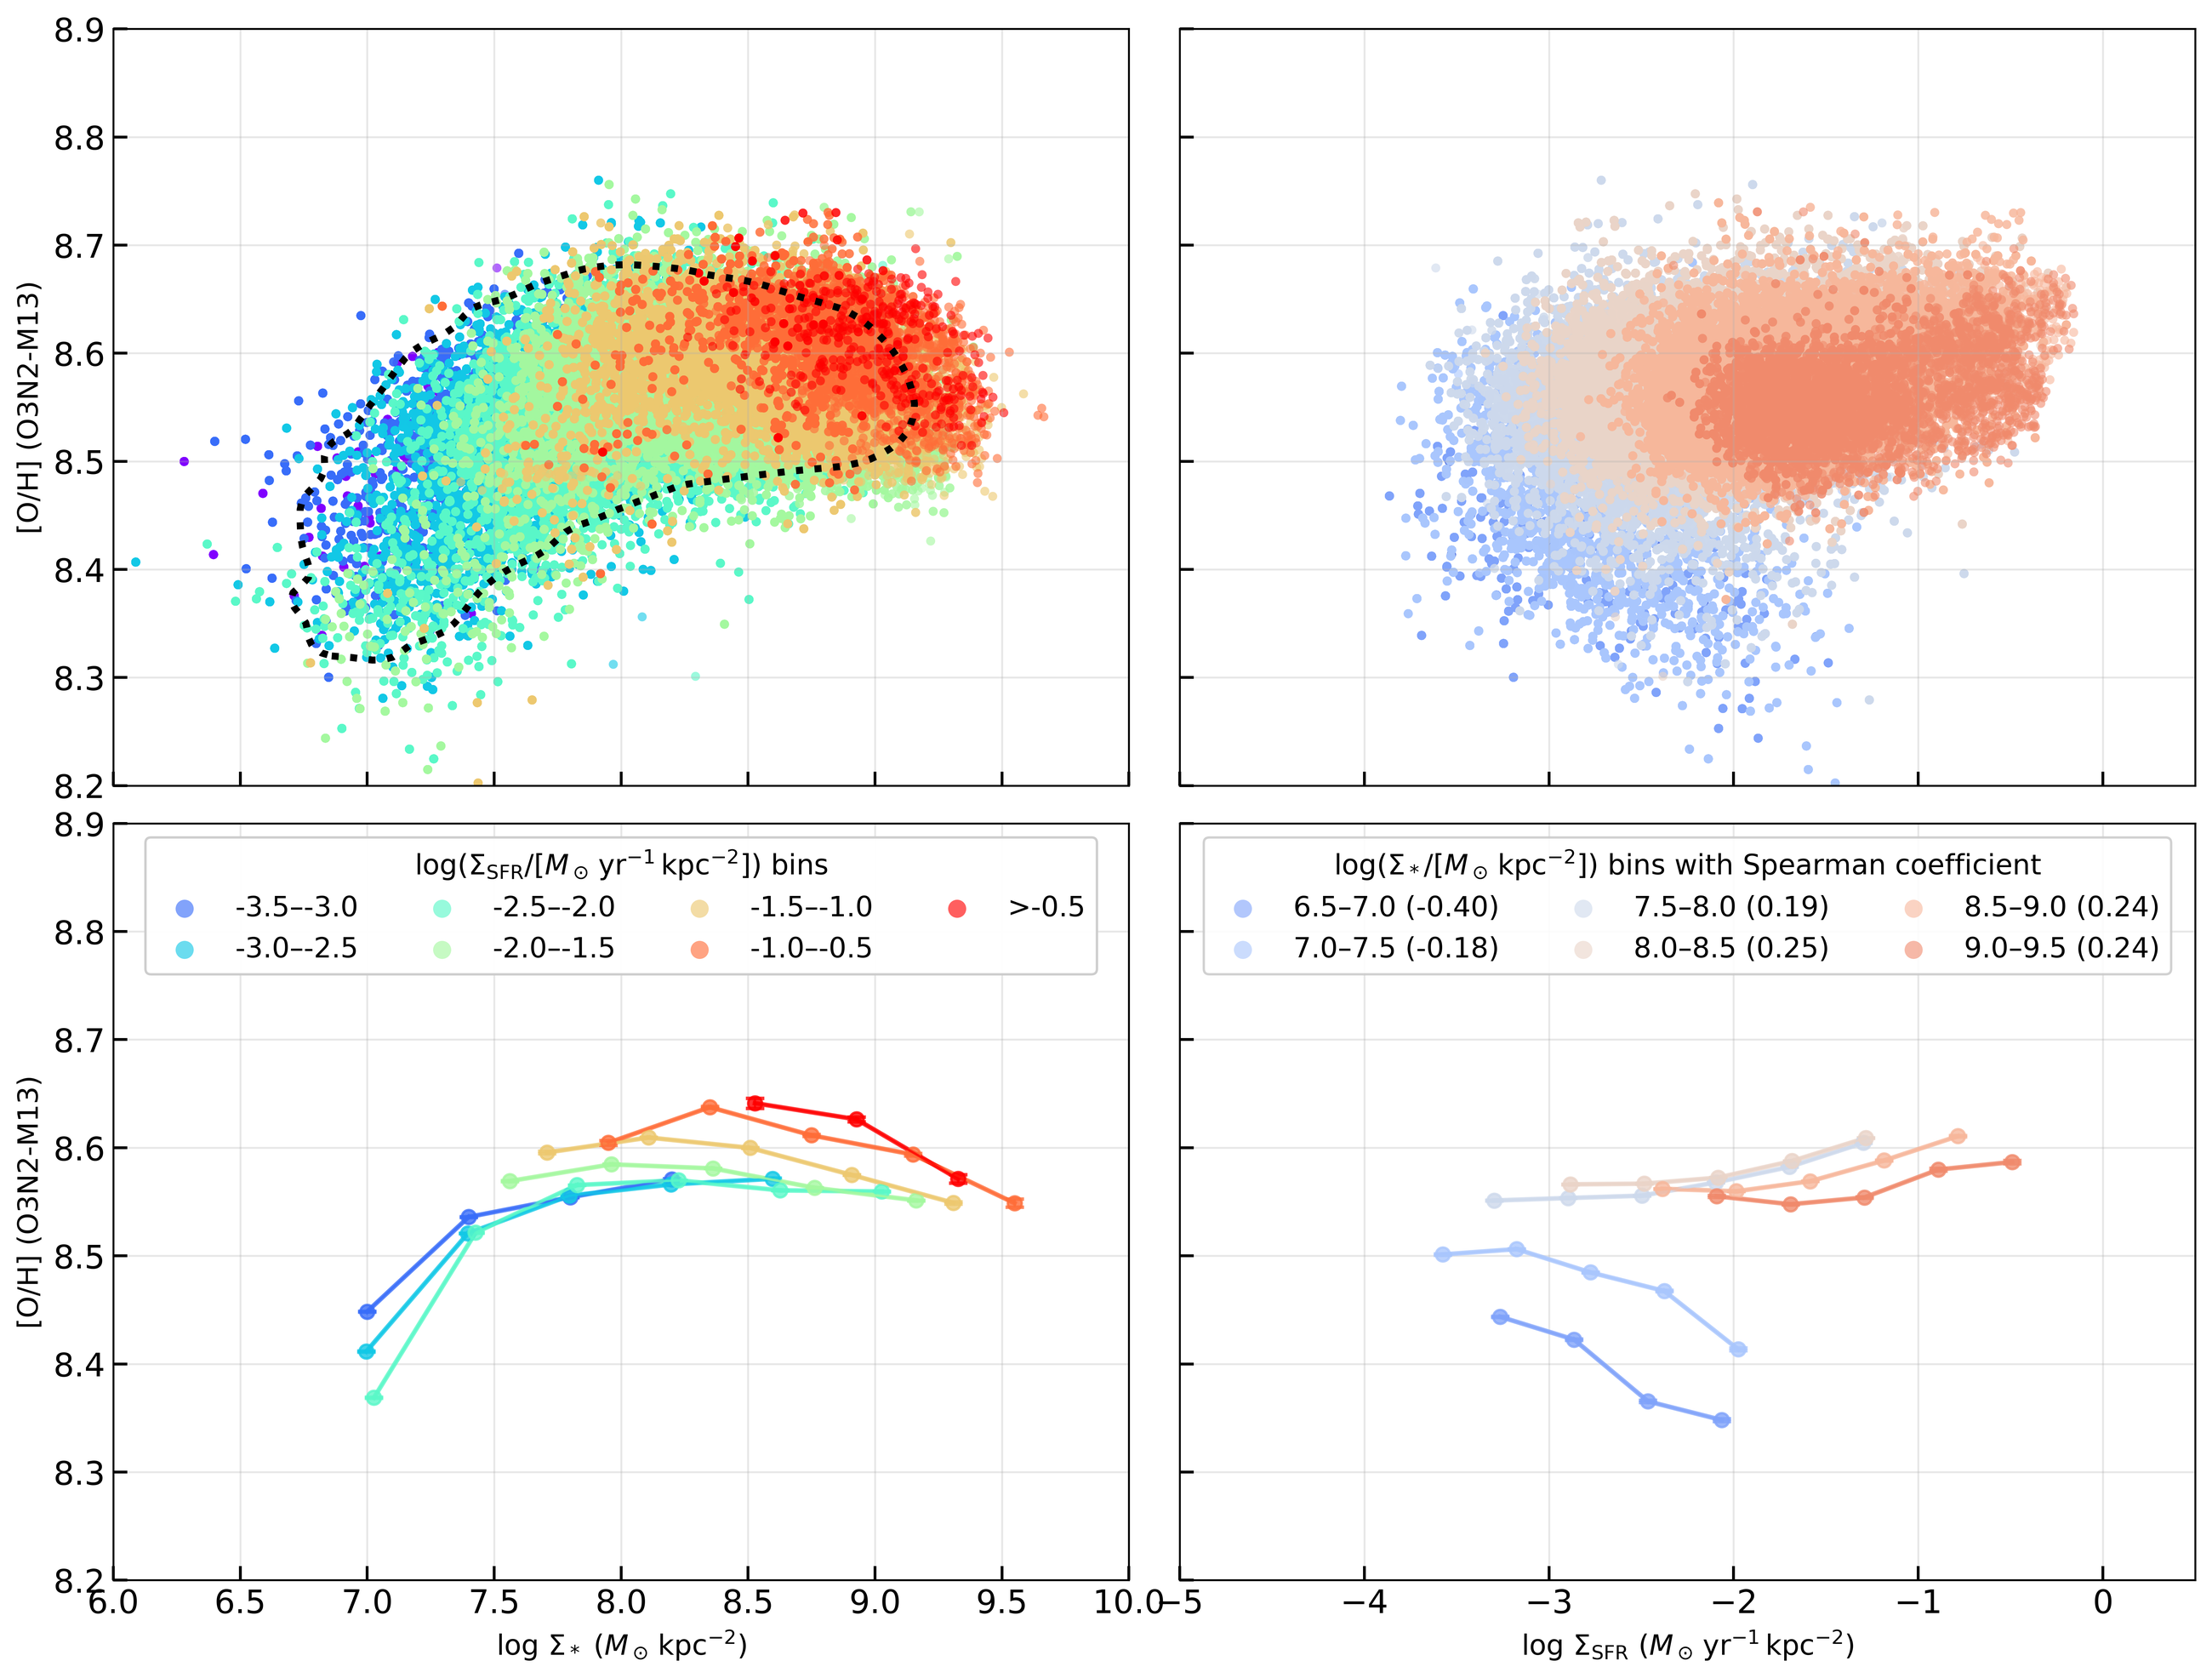 8.9
8.8
8.7
8.6
8.5
8.4
8.3
8.2
[O/H] (O3N2-M13)
8.9
8.8
8.7
8.6
8.5
8.4
8.3
8.2
[O/H] (O3N2-M13)
log(Σ_SFR/[M_⊙ yr⁻¹ kpc⁻²]) bins
-3.5–-3.0 -2.5–-2.0 -1.5–-1.0 >-0.5
-3.0–-2.5 -2.0–-1.5 -1.0–-0.5
log(Σ_*/[M_⊙ kpc⁻²]) bins with Spearman coefficient
6.5–7.0 (-0.40) 7.5–8.0 (0.19) 8.5–9.0 (0.24)
7.0–7.5 (-0.18) 8.0–8.5 (0.25) 9.0–9.5 (0.24)
6.0 6.5 7.0 7.5 8.0 8.5 9.0 9.5 10.0
log Σ_* (M_⊙ kpc⁻²)
−5 −4 −3 −2 −1 0
log Σ_SFR (M_⊙ yr⁻¹ kpc⁻²)